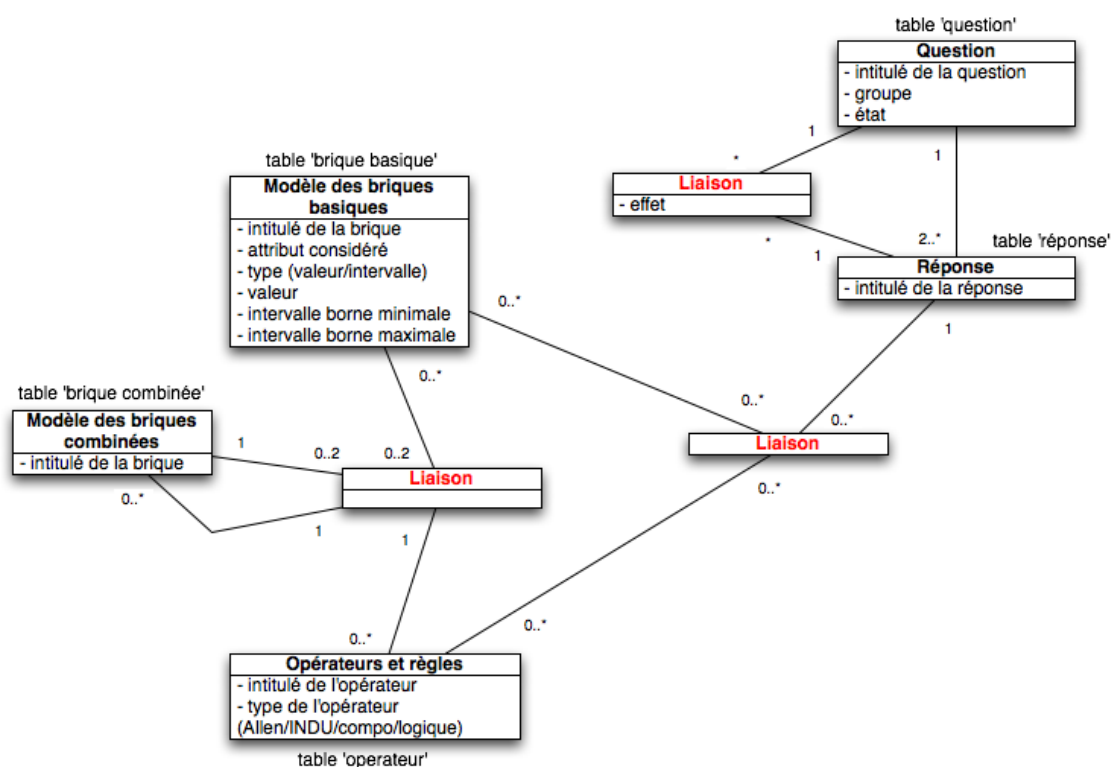 table 'question'
Question
- intitulé de la question
- groupe
- état
1
1
*
table 'brique basique'
Modèle des briques
basiques
- intitulé de la brique
- attribut considéré
- type (valeur/intervalle)
- valeur
- intervalle borne minimale
- intervalle borne maximale
Liaison
- effet
*
1
2..*
table 'réponse'
Réponse
- intitulé de la réponse
0..*
1
0..*
table 'brique combinée'
Modèle des briques
combinées
- intitulé de la brique
1
0..2
0..2
0..*
0..*
Liaison
Liaison
0..*
0..*
1
1
0..*
0..*
Opérateurs et règles
- intitulé de l'opérateur
- type de l'opérateur
(Allen/INDU/compo/logique)
table 'operateur'